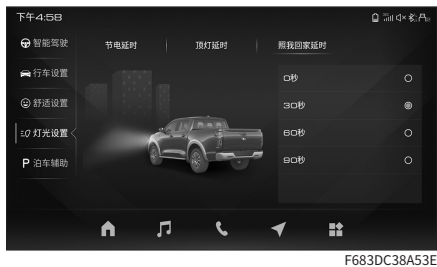 下午4:58
智能驾驶
行车设置
舒适设置
灯光设置
P 泊车辅助
节电延时
顶灯延时
照我回家延时
0秒
30秒
60秒
90秒
F683DC38A53E